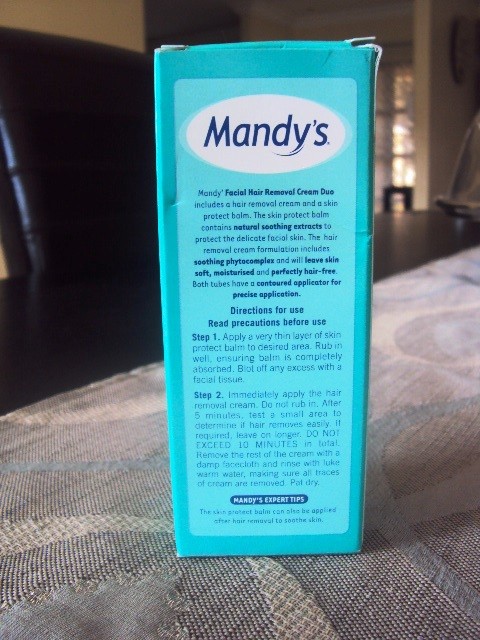 Mandy's
Mandy' Facial Hair Removal Cream Duo
includes a hair removal cream and a skin
protect balm. The skin protect balm
contains natural soothing extracts to
protect the delicate facial skin. The hair
removal cream formulation includes
soothing phytocomplex and will leave skin
soft, moisturised and perfectly hair-free.
Both tubes have a contoured applicator for
precise application.
Directions for use
Read precautions before use
Step 1. Apply a very thin layer of skin
protect balm to desired area. Rub in
well, ensuring balm is completely
absorbed. Blot off any excess with a
facial tissue.
Step 2. Immediately apply the hair
removal cream. Do not rub in. After
5 minutes, test a small area to
determine if hair removes easily. If
required, leave on longer. DO NOT
EXCEED 10 MINUTES in total.
Remove the rest of the cream with a
damp facecloth and rinse with luke
warm water, making sure all traces
of cream are removed. Pat dry.
MANDY'S EXPERT TIPS
The skin protect balm can also be applied
after hair removal to soothe skin.